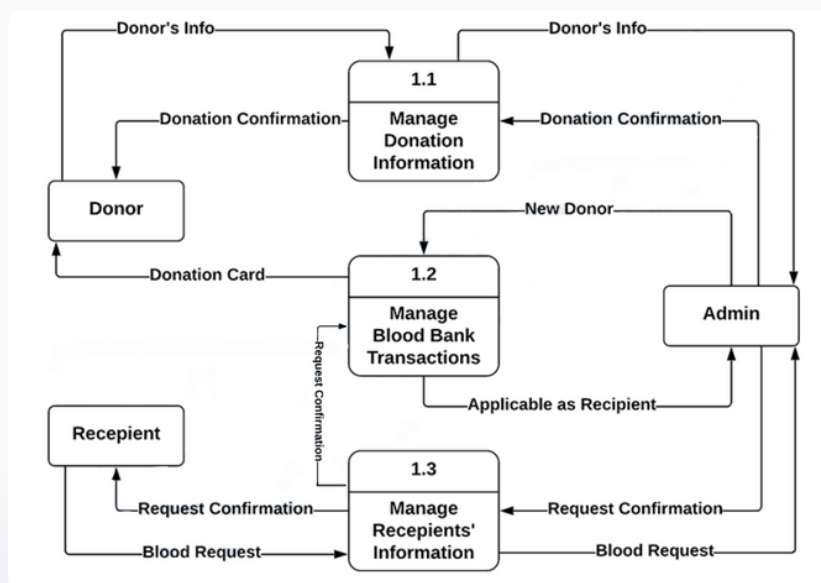 Donor's Info
Donor's Info
1.1
Manage
Donation
Information
Donation Confirmation
Donation Confirmation
Donor
New Donor
Donation Card
1.2
Manage
Blood Bank
Transactions
Admin
Request Confirmation
Applicable as Recipient
Recepient
1.3
Manage
Recepients'
Information
Request Confirmation
Request Confirmation
Blood Request
Blood Request